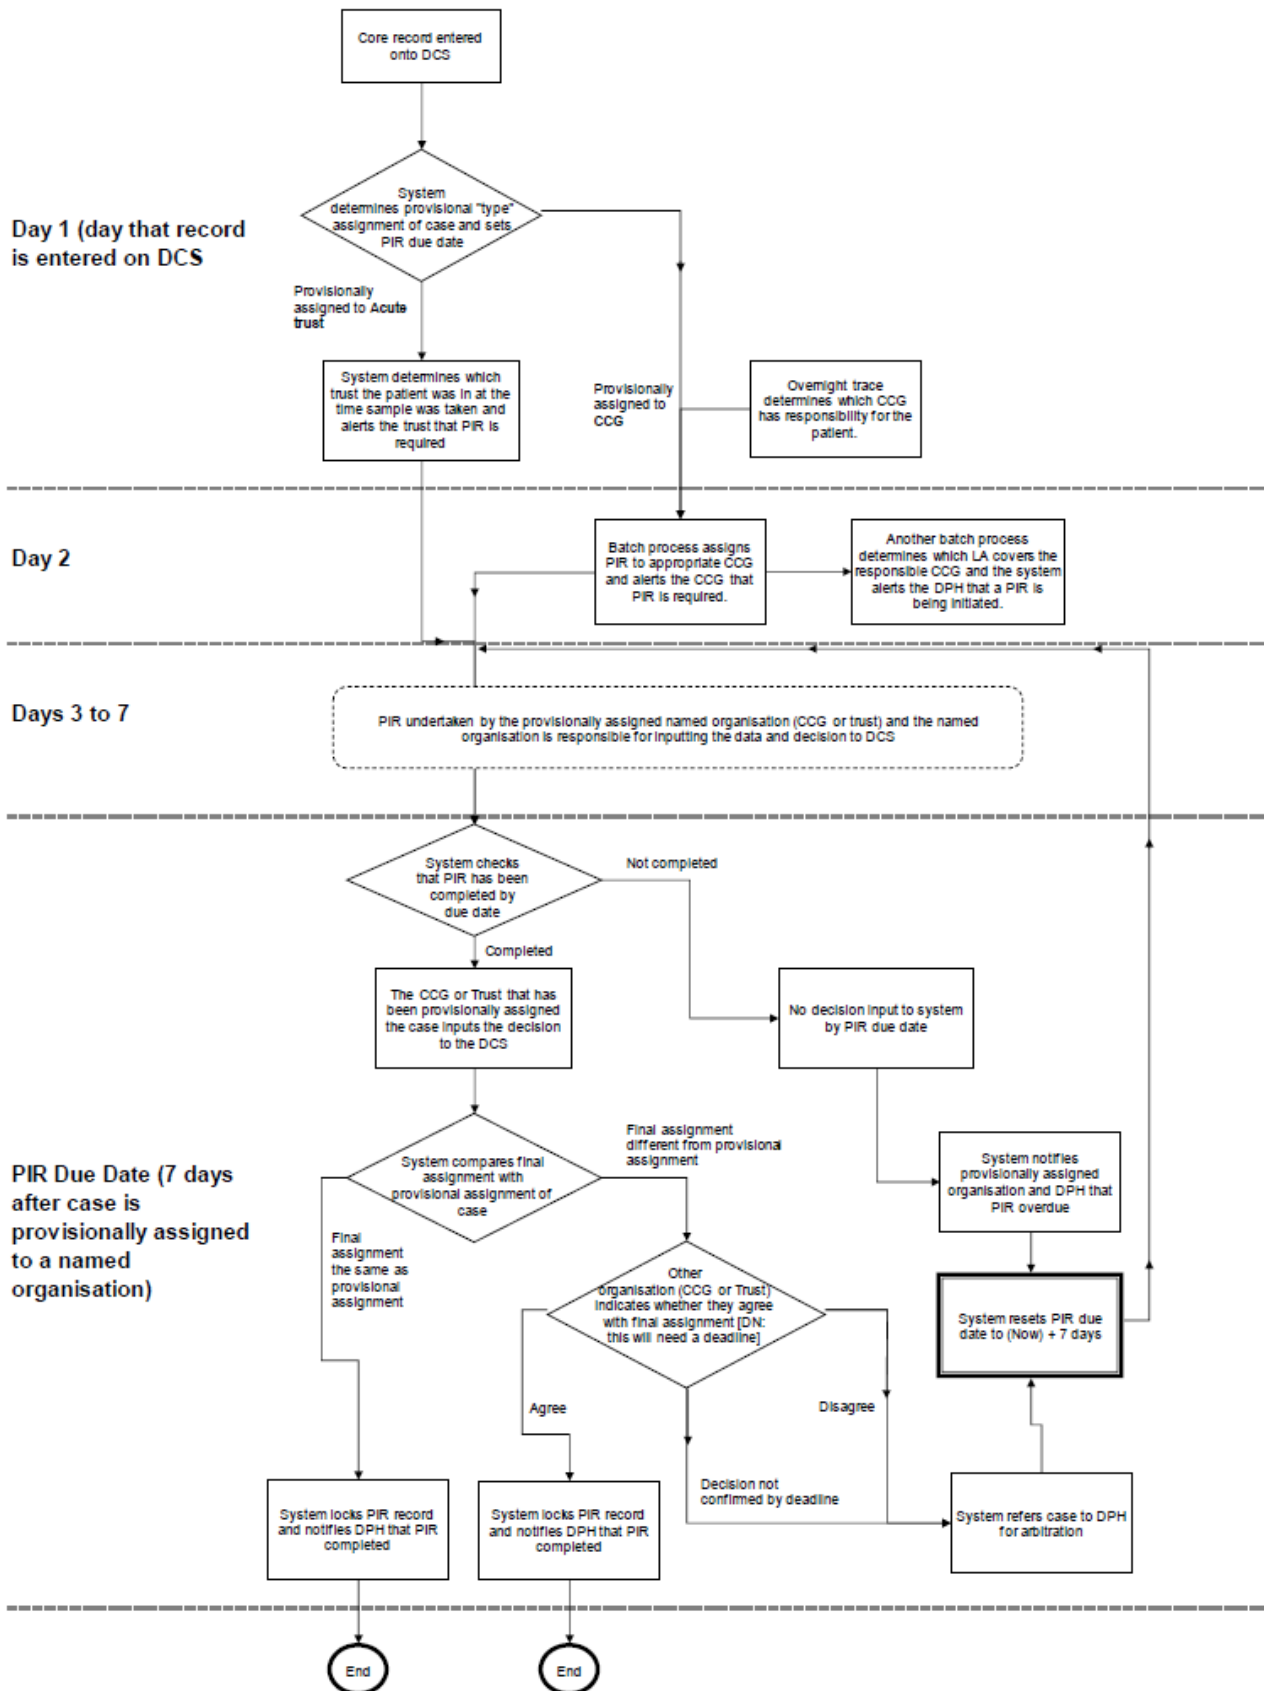 Core record entered
onto DCS
System
determines provisional "type"
assignment of case and sets
PIR due date
Day 1 (day that record
is entered on DCS
Provisionally
assigned to Acute
trust
System determines which
trust the patient was in at the
time sample was taken and
alerts the trust that PIR is
required
Provisionally
assigned to
CCG
Overnight trace
determines which CCG
has responsibility for the
patient.
Day 2
Batch process assigns
PIR to appropriate CCG
and alerts the CCG that
PIR is required.
Another batch process
determines which LA covers the
responsible CCG and the system
alerts the DPH that a PIR is
being initiated.
Days 3 to 7
PIR undertaken by the provisionally assigned named organisation (CCG or trust) and the named
organisation is responsible for inputting the data and decision to DCS
System checks
that PIR has been
completed by
due date
Not completed
Completed
The CCG or Trust that has
been provisionally assigned
the case inputs the decision
to the DCS
No decision input to system
by PIR due date
PIR Due Date (7 days
after case is
provisionally assigned
to a named
organisation)
System compares final
assignment with
provisional assignment of
case
Final assignment
different from provisional
assignment
System notifies
provisionally assigned
organisation and DPH that
PIR overdue
Final
assignment
the same as
provisional
assignment
Other
organisation (CCG or Trust)
indicates whether they agree
with final assignment [DN:
this will need a deadline]
System resets PIR due
date to (Now) + 7 days
Agree
Disagree
Decision not
confirmed by deadline
System locks PIR record
and notifies DPH that PIR
completed
System locks PIR record
and notifies DPH that PIR
completed
System refers case to DPH
for arbitration
End
End